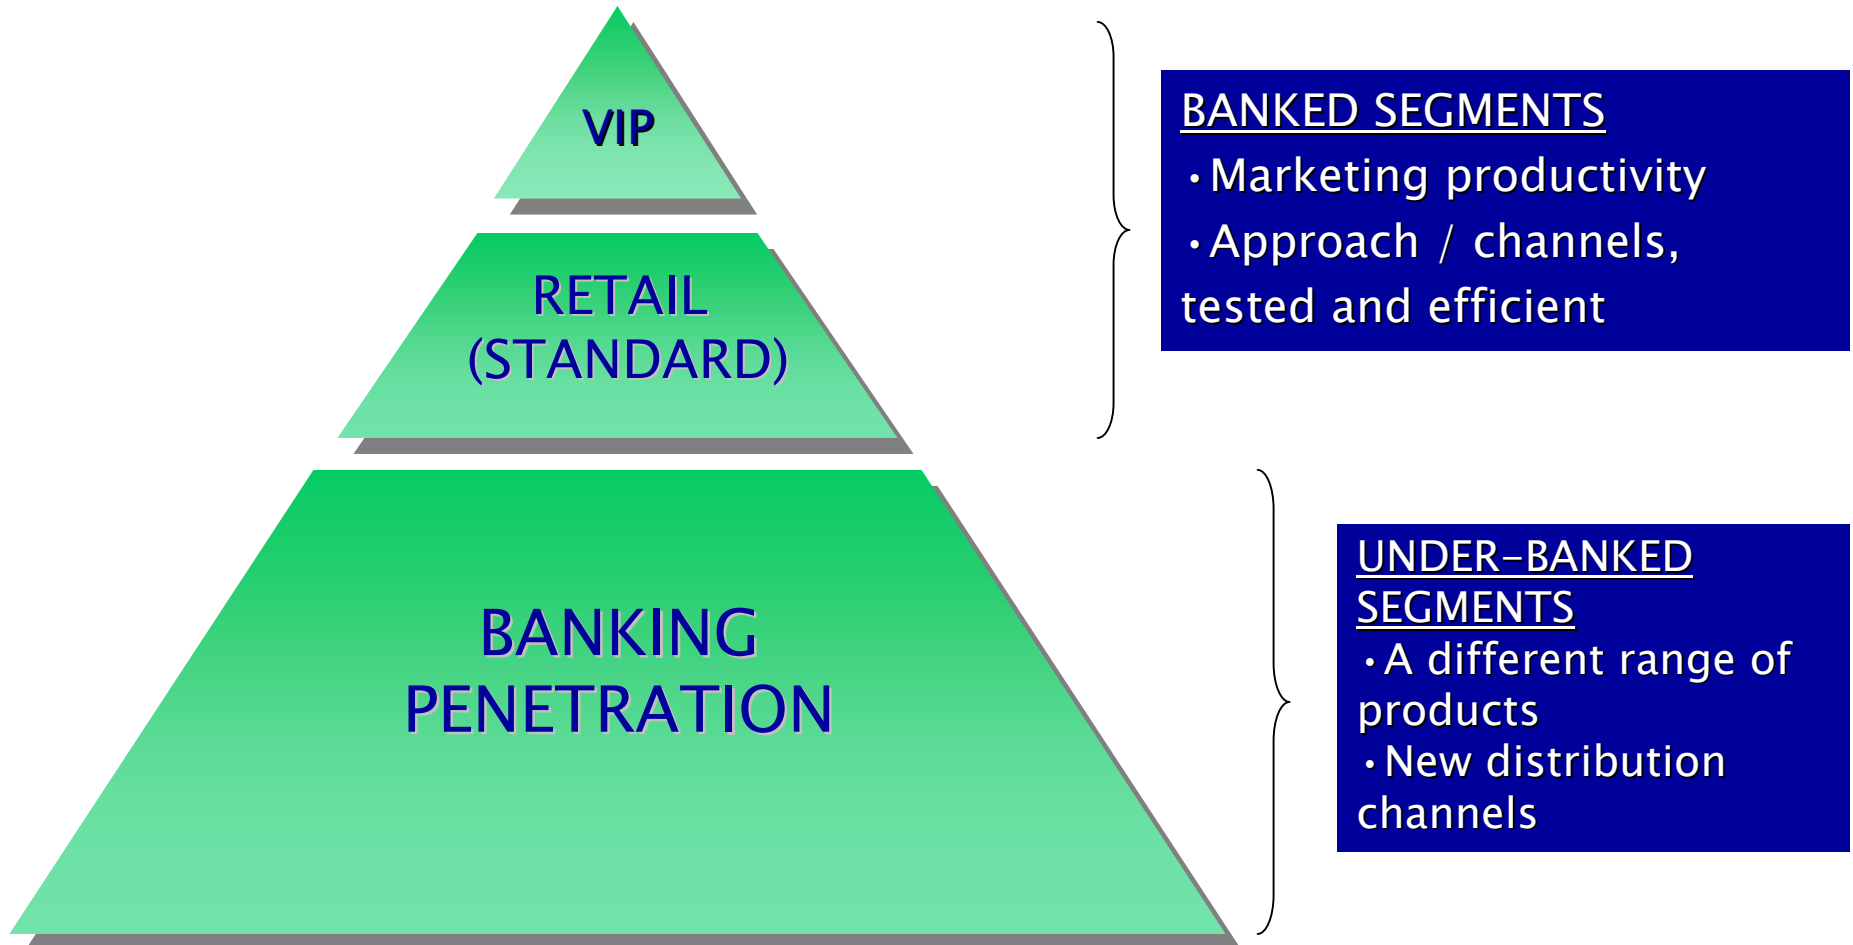 VIP
RETAIL
(STANDARD)
BANKING
PENETRATION
BANKED SEGMENTS
•Marketing productivity
•Approach / channels,
tested and efficient
UNDER-BANKED
SEGMENTS
•A different range of
products
•New distribution
channels